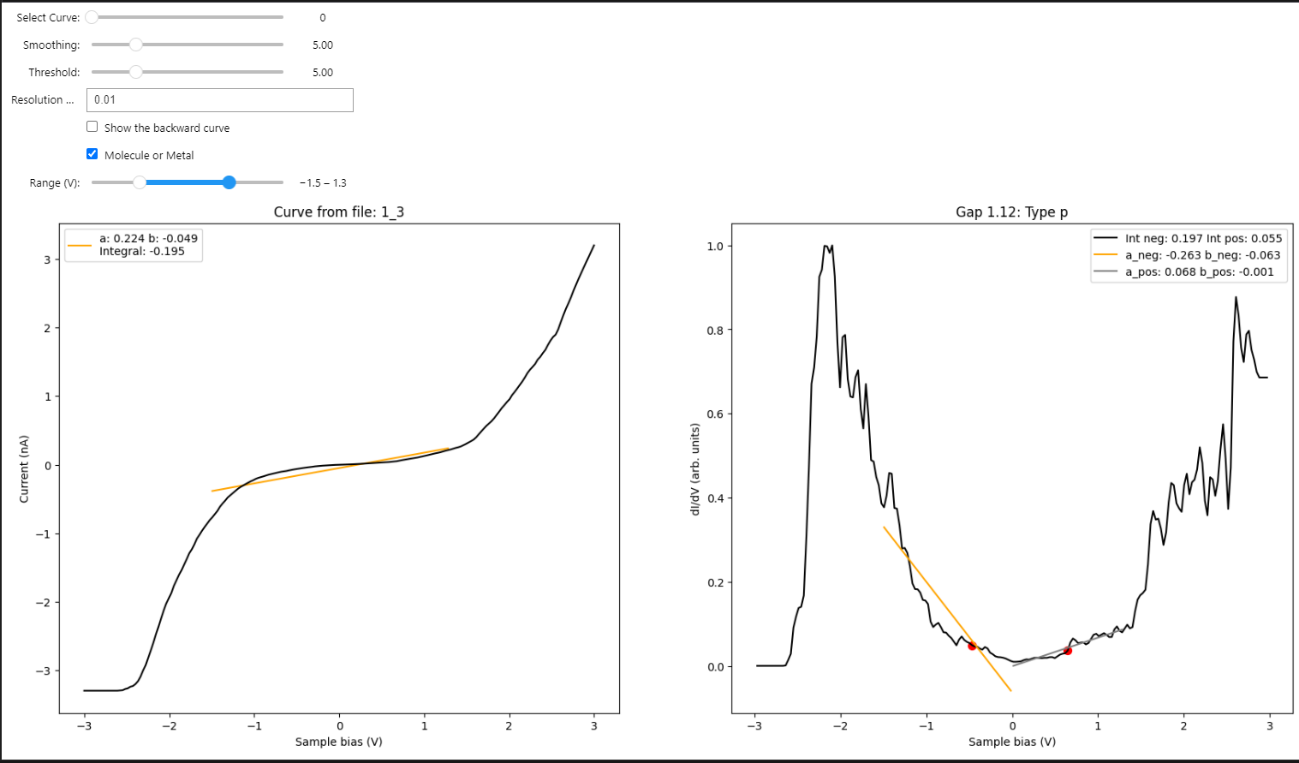 Select Curve: 0
Smoothing: 5.00
Threshold: 5.00
Resolution ... 0.01
Show the backward curve
Molecule or Metal
Range (V): −1.5 – 1.3
Curve from file: 1_3
a: 0.224 b: -0.049
Integral: -0.195
3
2
1
0
−1
−2
−3
Current (nA)
−3 −2 −1 0 1 2 3
Sample bias (V)
Gap 1.12: Type p
Int neg: 0.197 Int pos: 0.055
a_neg: -0.263 b_neg: -0.063
a_pos: 0.068 b_pos: -0.001
1.0
0.8
0.6
0.4
0.2
0.0
dI/dV (arb. units)
−3 −2 −1 0 1 2 3
Sample bias (V)